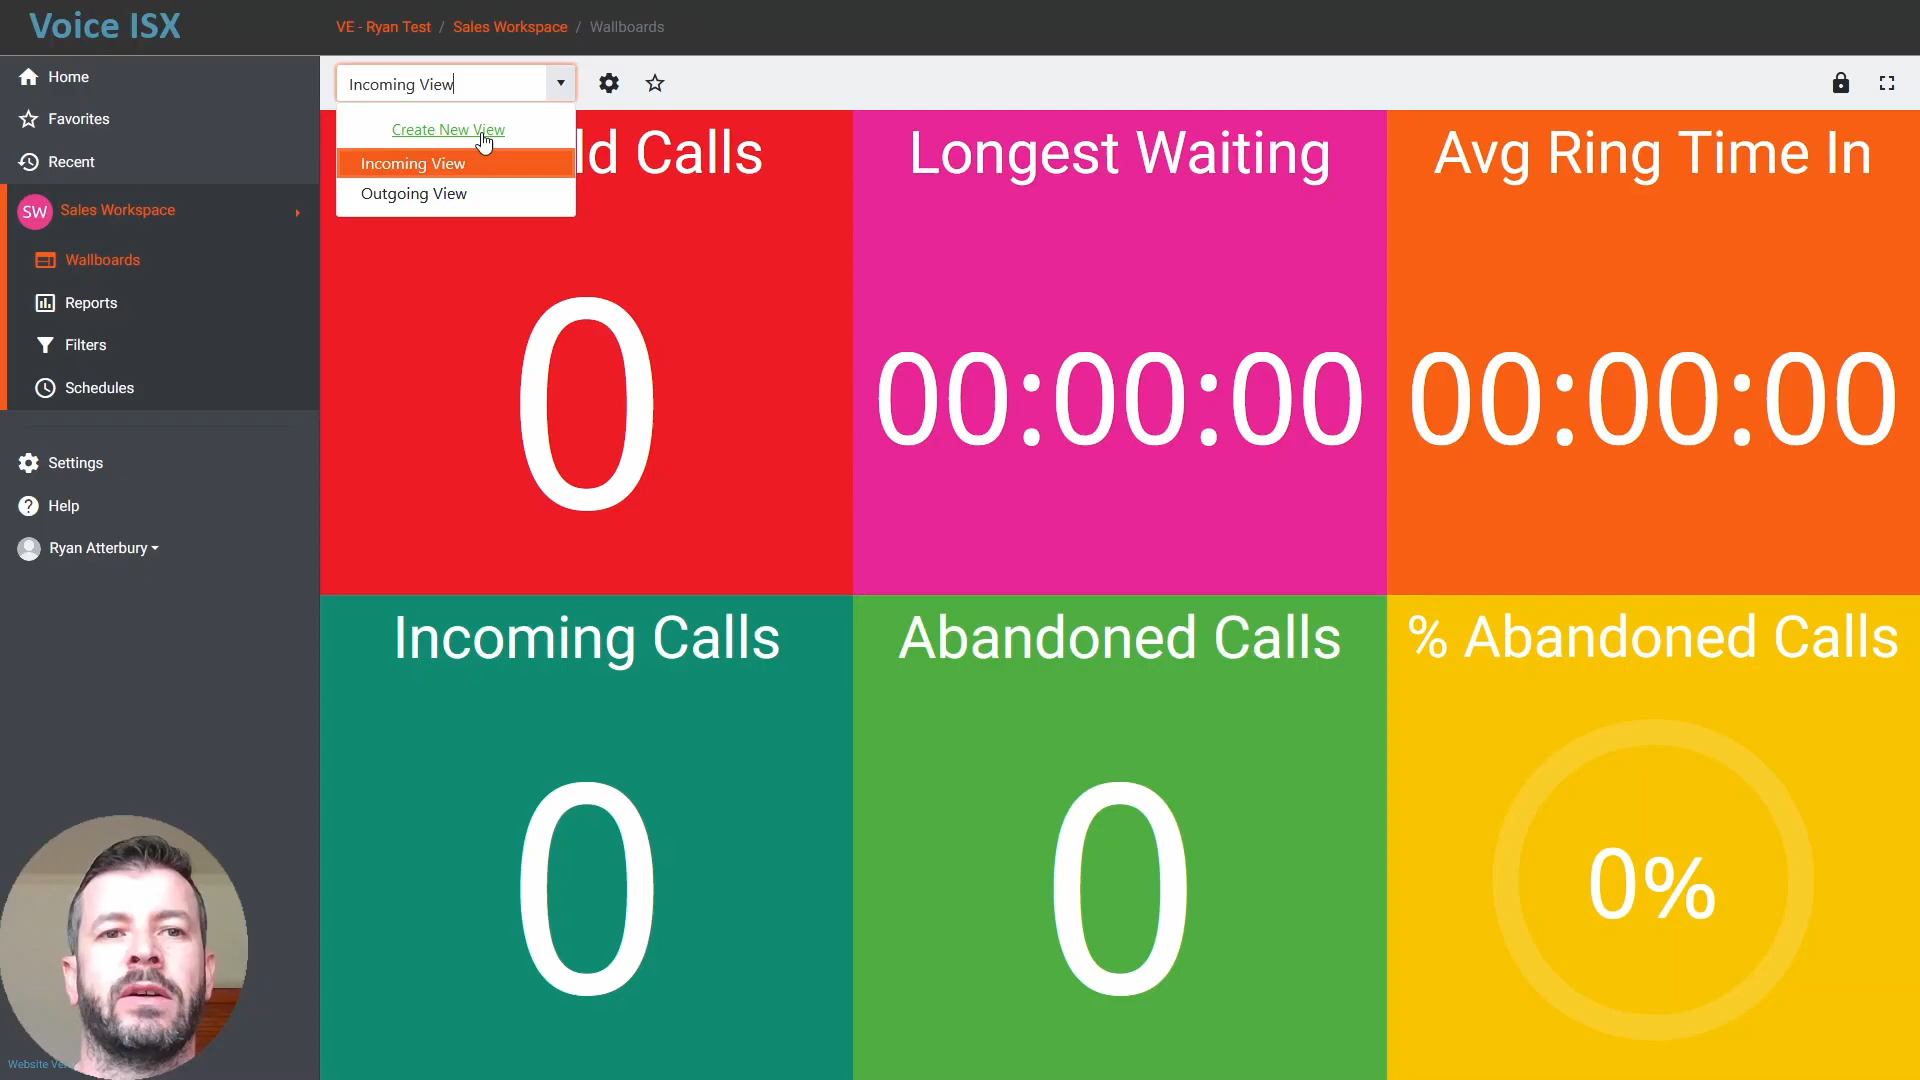 Voice ISX
VE - Ryan Test / Sales Workspace / Wallboards
Home
Favorites
Recent
SW Sales Workspace
Wallboards
Reports
Filters
Schedules
Settings
Help
Ryan Atterbury
Website
Incoming View
Create New View
Incoming View
Outgoing View
ld Calls
0
Longest Waiting
00:00:00
Avg Ring Time In
00:00:00
Incoming Calls
0
Abandoned Calls
0
% Abandoned Calls
0%